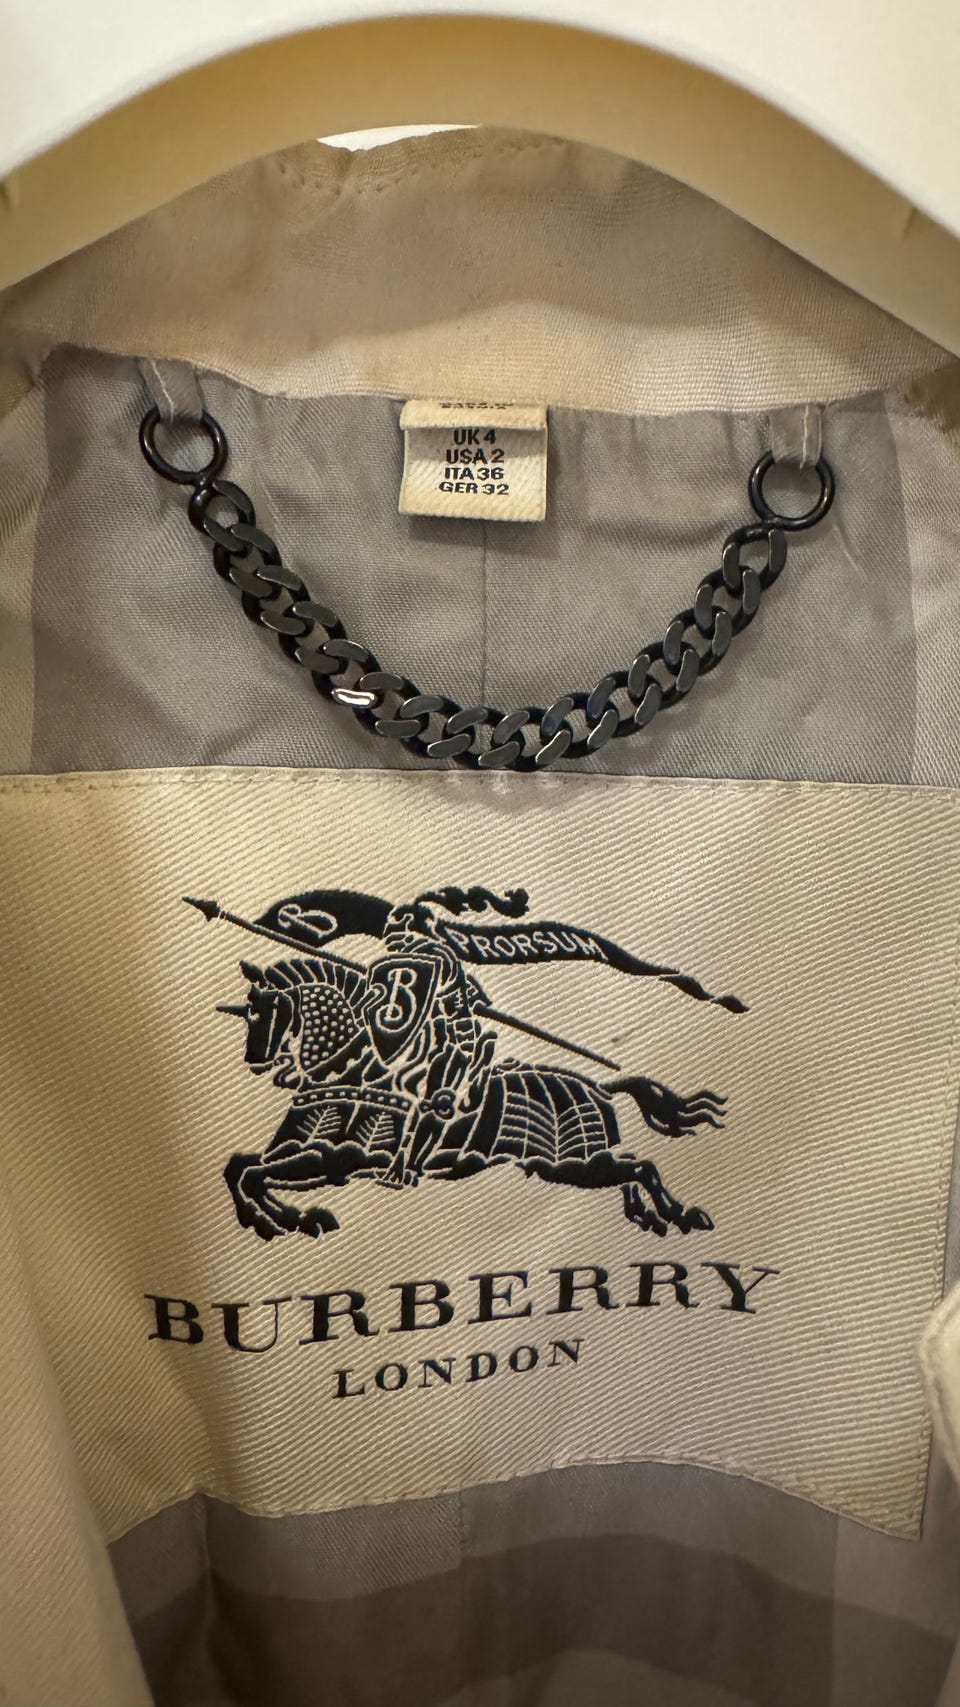 UK 4
USA 2
ITA 36
GER 32
B PRORSUM
B
BURBERRY
LONDON